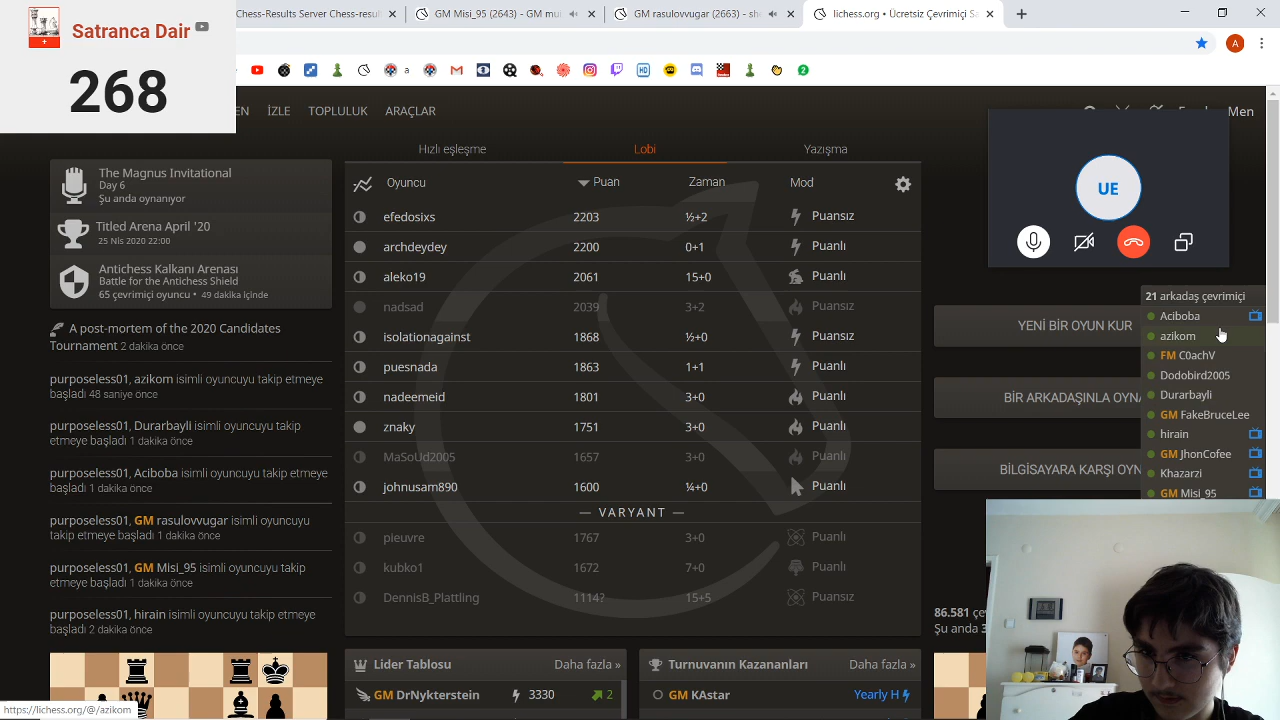 Satranca Dair
268
Chess-Results Server Chess-resul
GM Misi_95 (2648) - GM
GM rasulovvugar (266
lichess.org • Ücretsiz Çevrimiçi Sa
A
a
2
EN İZLE TOPLULUK ARAÇLAR
Men
The Magnus Invitational
Day 6
Şu anda oynanıyor
Titled Arena April '20
25 Nis 2020 22:00
Antichess Kalkanı Arenası
Battle for the Antichess Shield
65 çevrimiçi oyuncu • 49 dakika içinde
A post-mortem of the 2020 Candidates
Tournament 2 dakika önce
purposeless01, azikom isimli oyuncuyu takip etmeye
başladı 48 saniye önce
purposeless01, Durarbayli isimli oyuncuyu takip
etmeye başladı 1 dakika önce
purposeless01, Aciboba isimli oyuncuyu takip etmeye
başladı 1 dakika önce
purposeless01, GM rasulovvugar isimli oyuncuyu
takip etmeye başladı 1 dakika önce
purposeless01, GM Misi_95 isimli oyuncuyu takip
etmeye başladı 1 dakika önce
purposeless01, hirain isimli oyuncuyu takip etmeye
başladı 2 dakika önce
Hızlı eşleşme Lobi Yazışma
Oyuncu Puan Zaman Mod
efedosixs 2203 ½+2 Puansız
archdeydey 2200 0+1 Puanlı
aleko19 2061 15+0 Puanlı
nadsad 2039 3+2 Puansız
isolationagainst 1868 ½+0 Puansız
puesnada 1863 1+1 Puanlı
nadeemeid 1801 3+0 Puanlı
znaky 1751 3+0 Puanlı
MaSoUd2005 1657 3+0 Puanlı
johnusam890 1600 ¼+0 Puanlı
— VARYANT —
pieuvre 1767 3+0 Puanlı
kubko1 1672 7+0 Puanlı
DennisB_Plattling 1114? 15+5 Puansız
Lider Tablosu Daha fazla »
GM DrNykterstein 3330 2
Turnuvanın Kazananları Daha fazla »
GM KAstar Yearly H
UE
YENİ BİR OYUN KUR
BİR ARKADAŞINLA OYNA
BİLGİSAYARA KARŞI OYN
21 arkadaş çevrimiçi
Aciboba
azikom
FM C0achV
Dodobird2005
Durarbayli
GM FakeBruceLee
hirain
GM JhonCofee
Khazarzi
GM Misi_95
86.581 çe
Şu anda 3
https://lichess.org/@/azikom